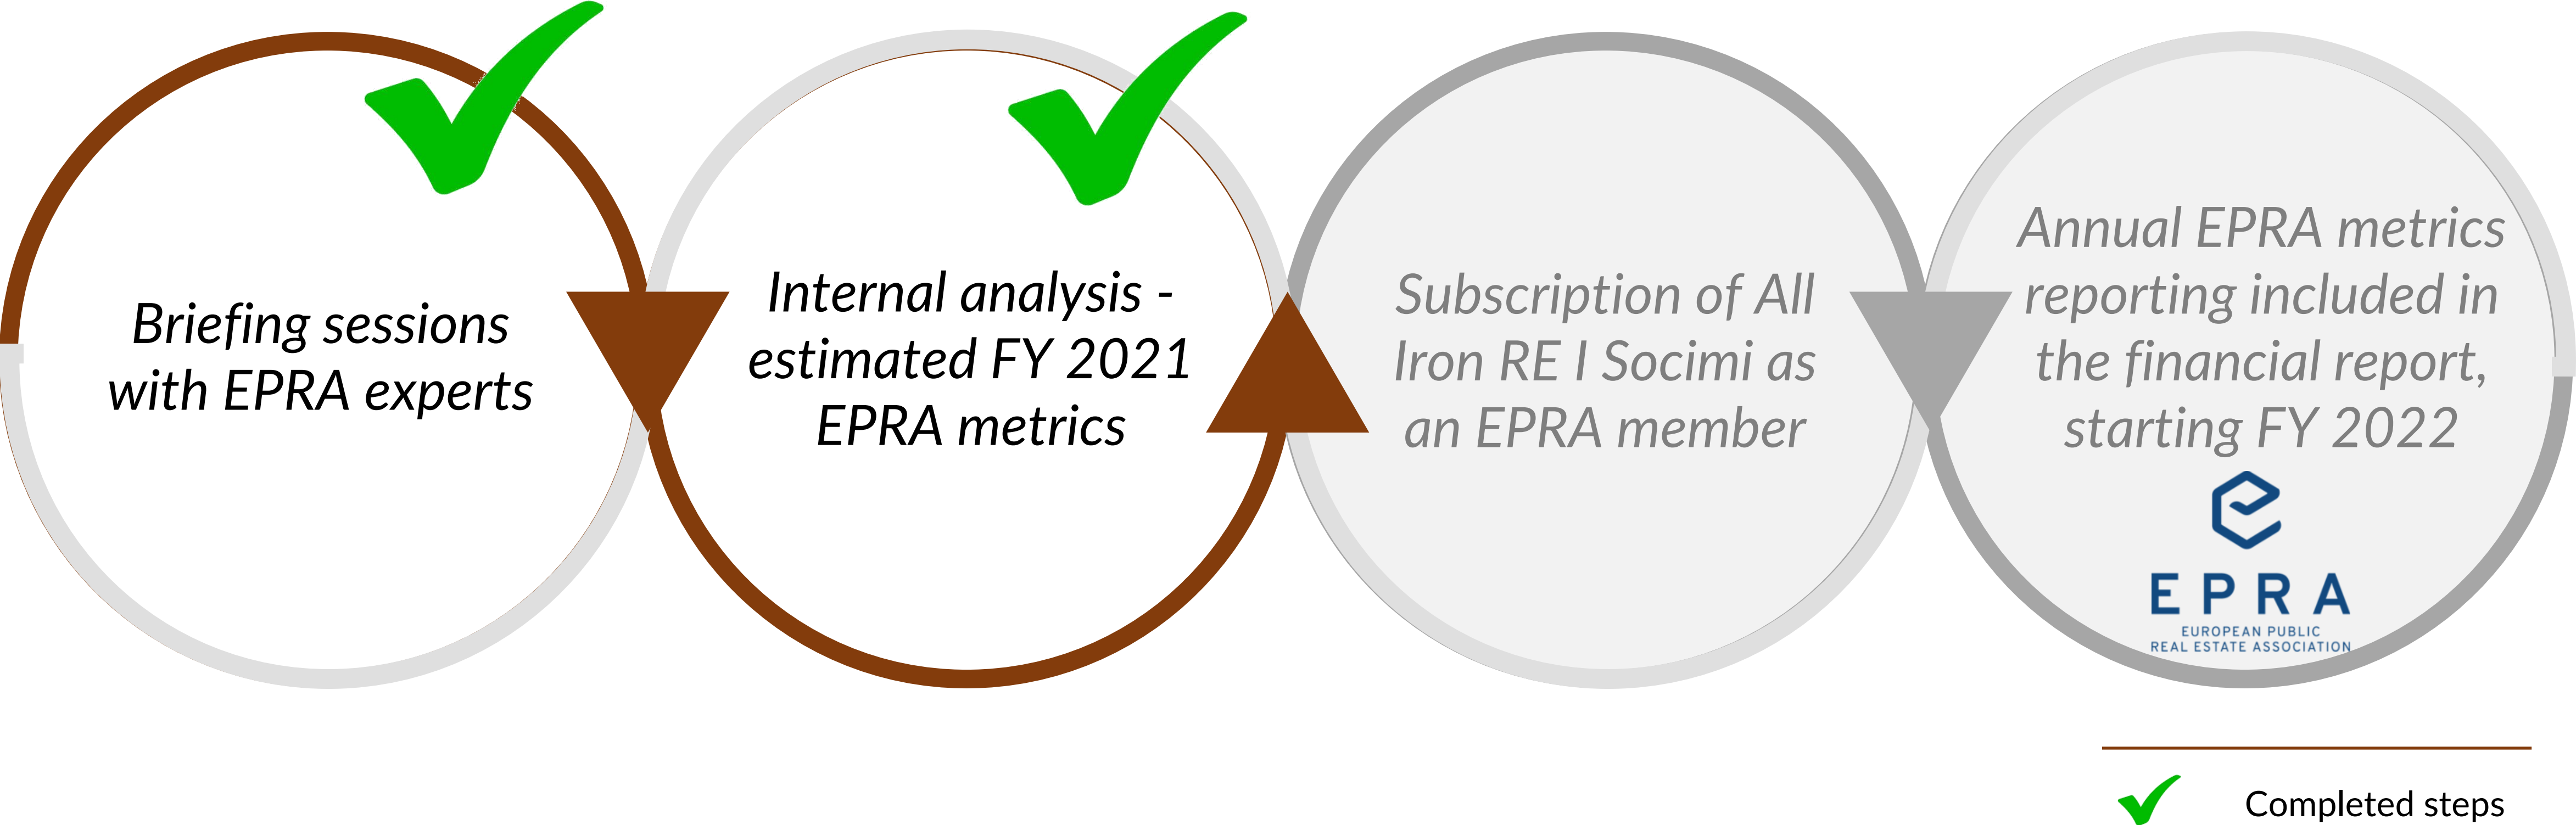 Briefing sessions
with EPRA experts
Internal analysis -
estimated FY 2021
EPRA metrics
Subscription of All
Iron RE I Socimi as
an EPRA member
Annual EPRA metrics
reporting included in
the financial report,
starting FY 2022
EPRA
EUROPEAN PUBLIC
REAL ESTATE ASSOCIATION
Completed steps